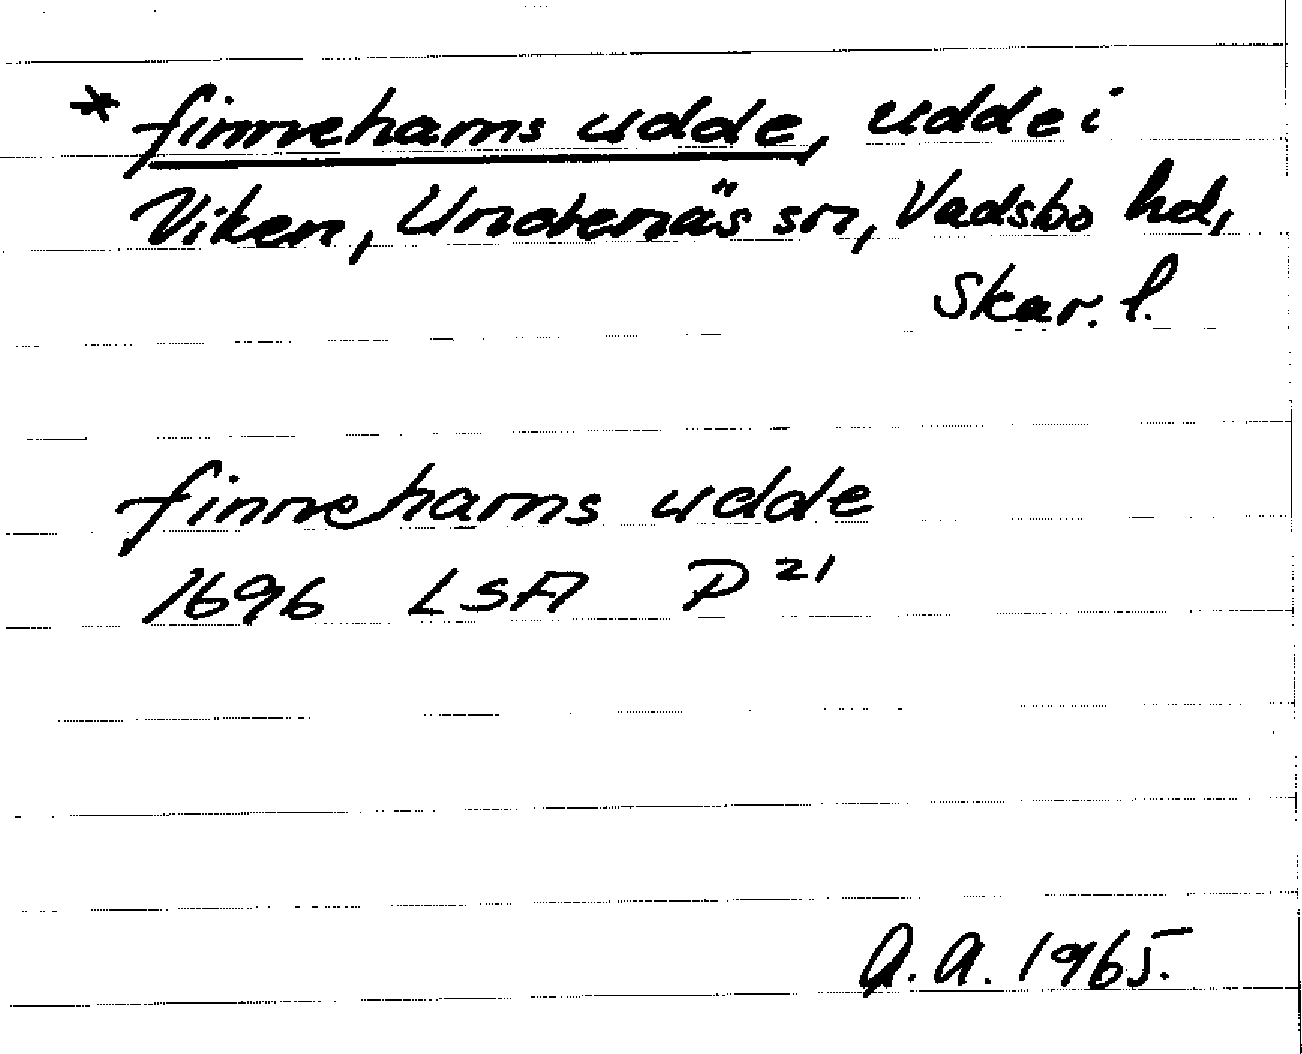 * finnehams udde, udde i
Viken, Undenäs sn, Vadsbo hd,
Skar. l.
finnehams udde
1696 LSA P 21
A.A. 1965.